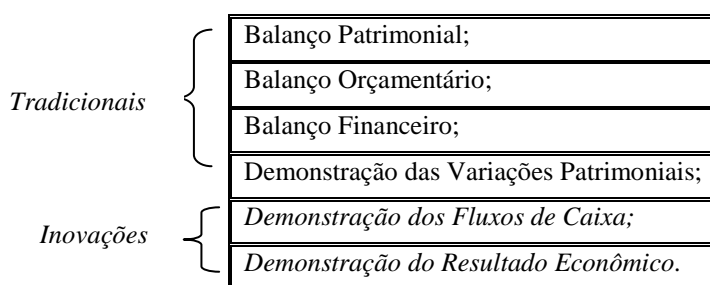 Tradicionais
Balanço Patrimonial;
Balanço Orçamentário;
Balanço Financeiro;
Demonstração das Variações Patrimoniais;
Inovações
Demonstração dos Fluxos de Caixa;
Demonstração do Resultado Econômico.